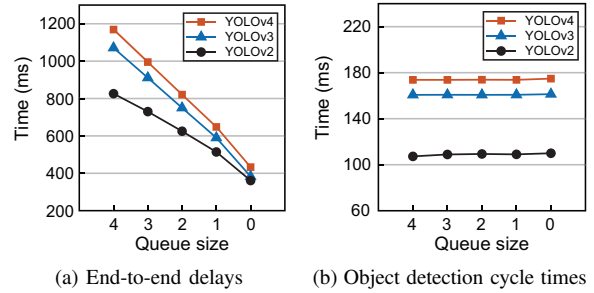 1200
1000
800
600
400
200
Time (ms)
YOLOv4
YOLOv3
YOLOv2
4 3 2 1 0
Queue size
(a) End-to-end delays
220
180
140
100
60
Time (ms)
YOLOv4
YOLOv3
YOLOv2
4 3 2 1 0
Queue size
(b) Object detection cycle times